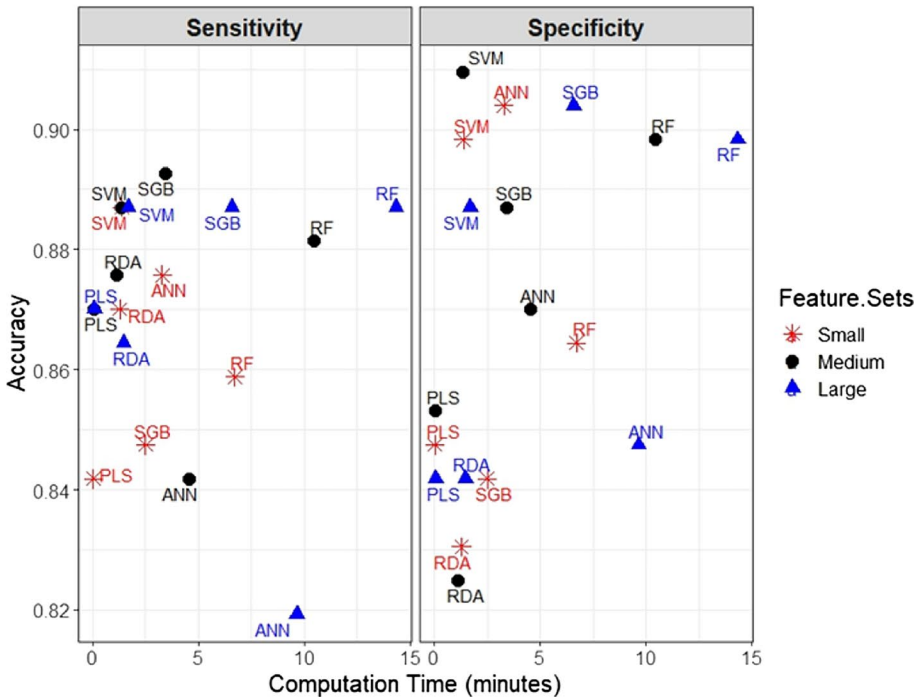 Sensitivity
Specificity
Accuracy
0.90
0.88
0.86
0.84
0.82
SVM
SGB
SVM
SVM
SGB
RF
RF
RDA
ANN
PLS
PLS
RDA
RDA
RF
SGB
PLS
ANN
ANN
0 5 10 15
SVM
ANN
SGB
SVM
RF
RF
SGB
SVM
ANN
RF
PLS
PLS
ANN
RDA
PLS
SGB
RDA
RDA
0 5 10 15
Computation Time (minutes)
Feature.Sets
Small
Medium
Large